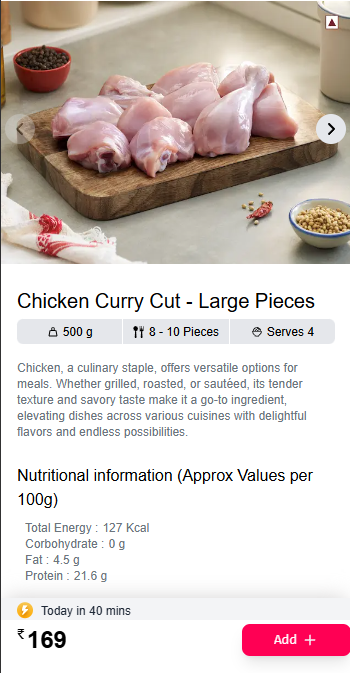 Chicken Curry Cut - Large Pieces
500 g
8 - 10 Pieces
Serves 4
Chicken, a culinary staple, offers versatile options for
meals. Whether grilled, roasted, or sautéed, its tender
texture and savory taste make it a go-to ingredient,
elevating dishes across various cuisines with delightful
flavors and endless possibilities.
Nutritional information (Approx Values per
100g)
Total Energy : 127 Kcal
Corbohydrate : 0 g
Fat : 4.5 g
Protein : 21.6 g
Today in 40 mins
₹169
Add +